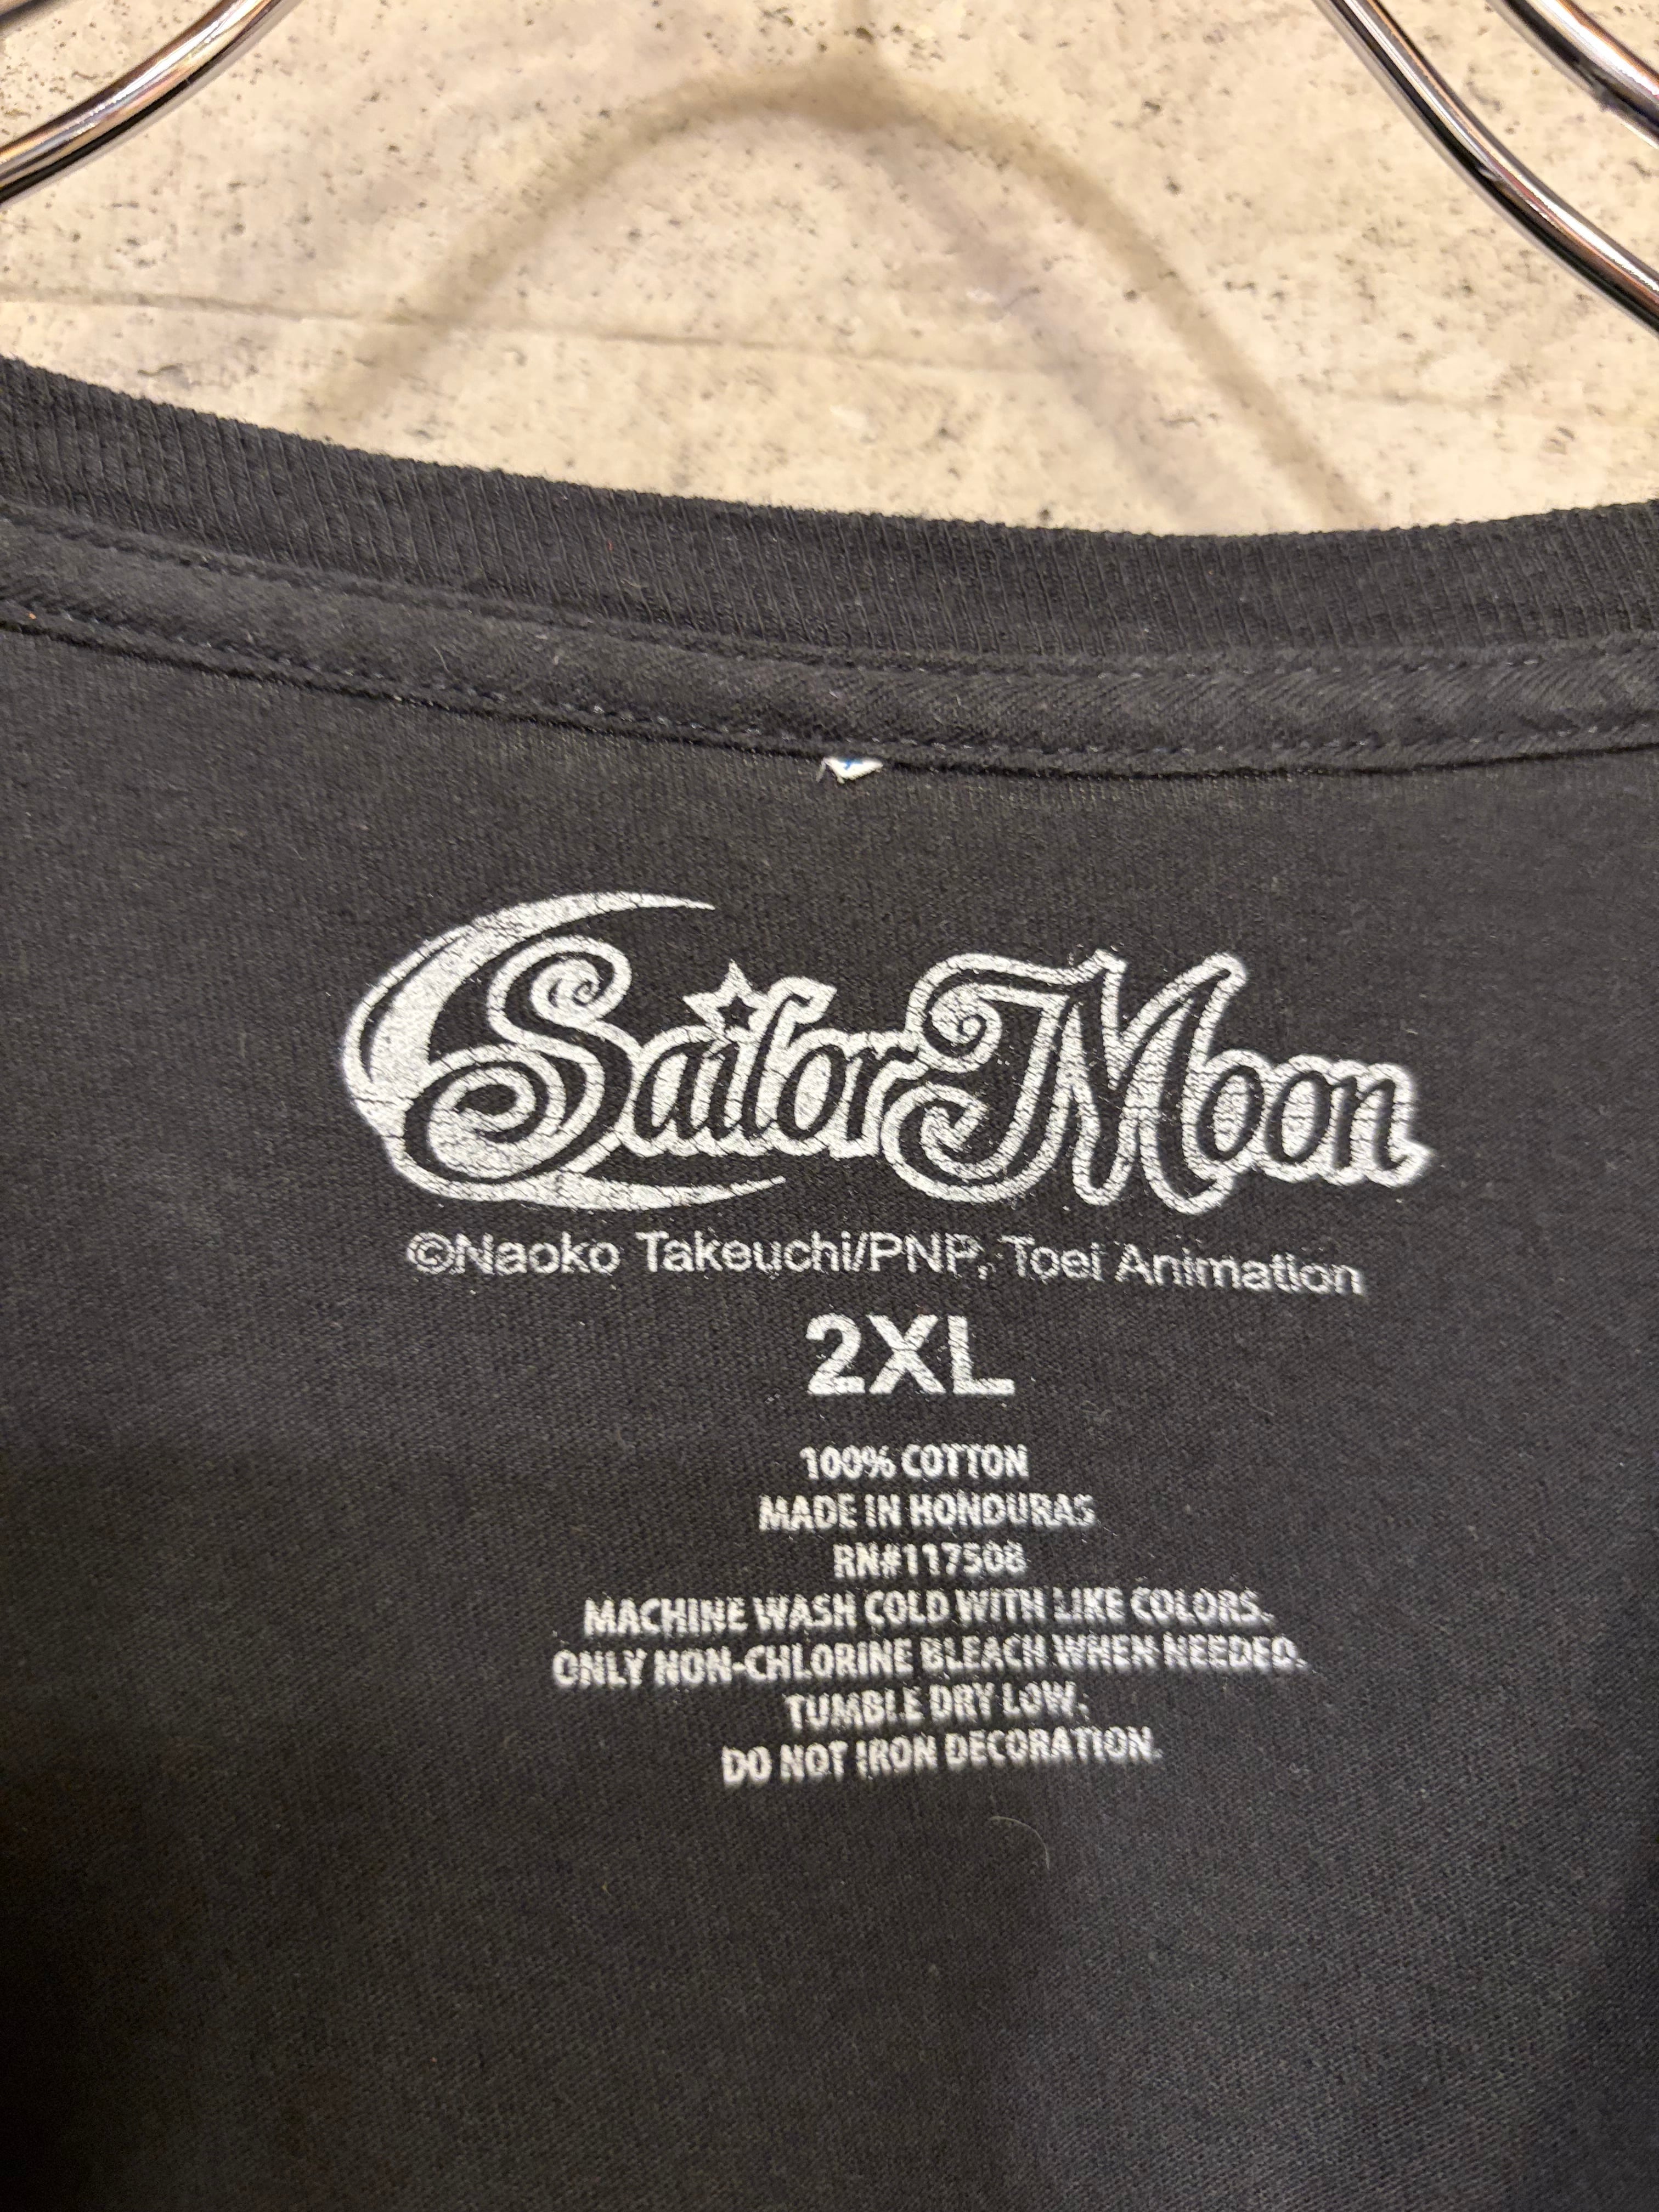 Sailor Moon
©Naoko Takeuchi/PNP, Toei Animation
2XL
100% COTTON
MADE IN HONDURAS
RN#117508
MACHINE WASH COLD WITH LIKE COLORS.
ONLY NON-CHLORINE BLEACH WHEN NEEDED.
TUMBLE DRY LOW.
DO NOT IRON DECORATION.